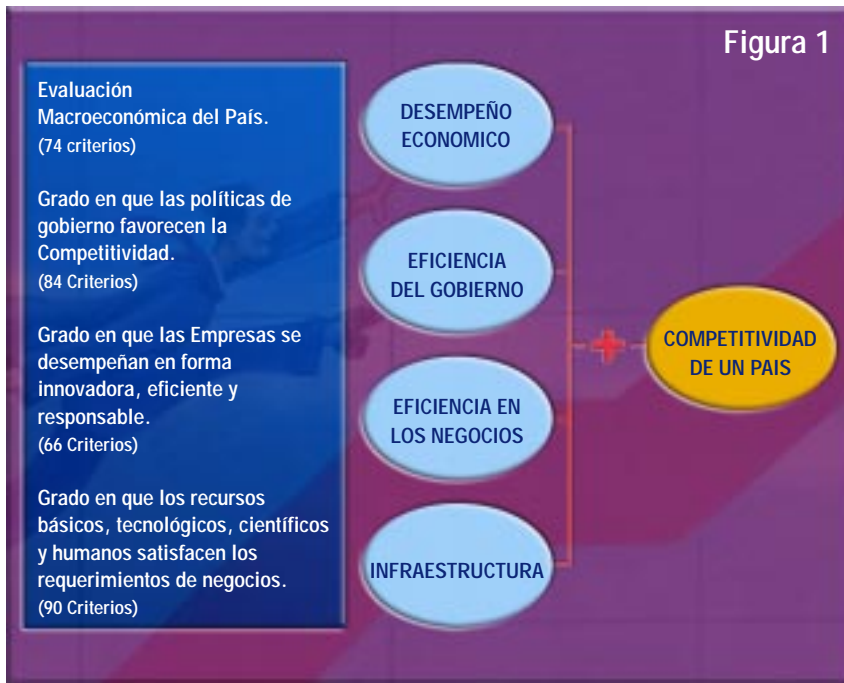 Figura 1
Evaluación
Macroeconómica del País.
(74 criterios)
Grado en que las políticas de
gobierno favorecen la
Competitividad.
(84 Criterios)
Grado en que las Empresas se
desempeñan en forma
innovadora, eficiente y
responsable.
(66 Criterios)
Grado en que los recursos
básicos, tecnológicos, científicos
y humanos satisfacen los
requerimientos de negocios.
(90 Criterios)
DESEMPEÑO
ECONOMICO
EFICIENCIA
DEL GOBIERNO
EFICIENCIA EN
LOS NEGOCIOS
INFRAESTRUCTURA
COMPETITIVIDAD
DE UN PAIS